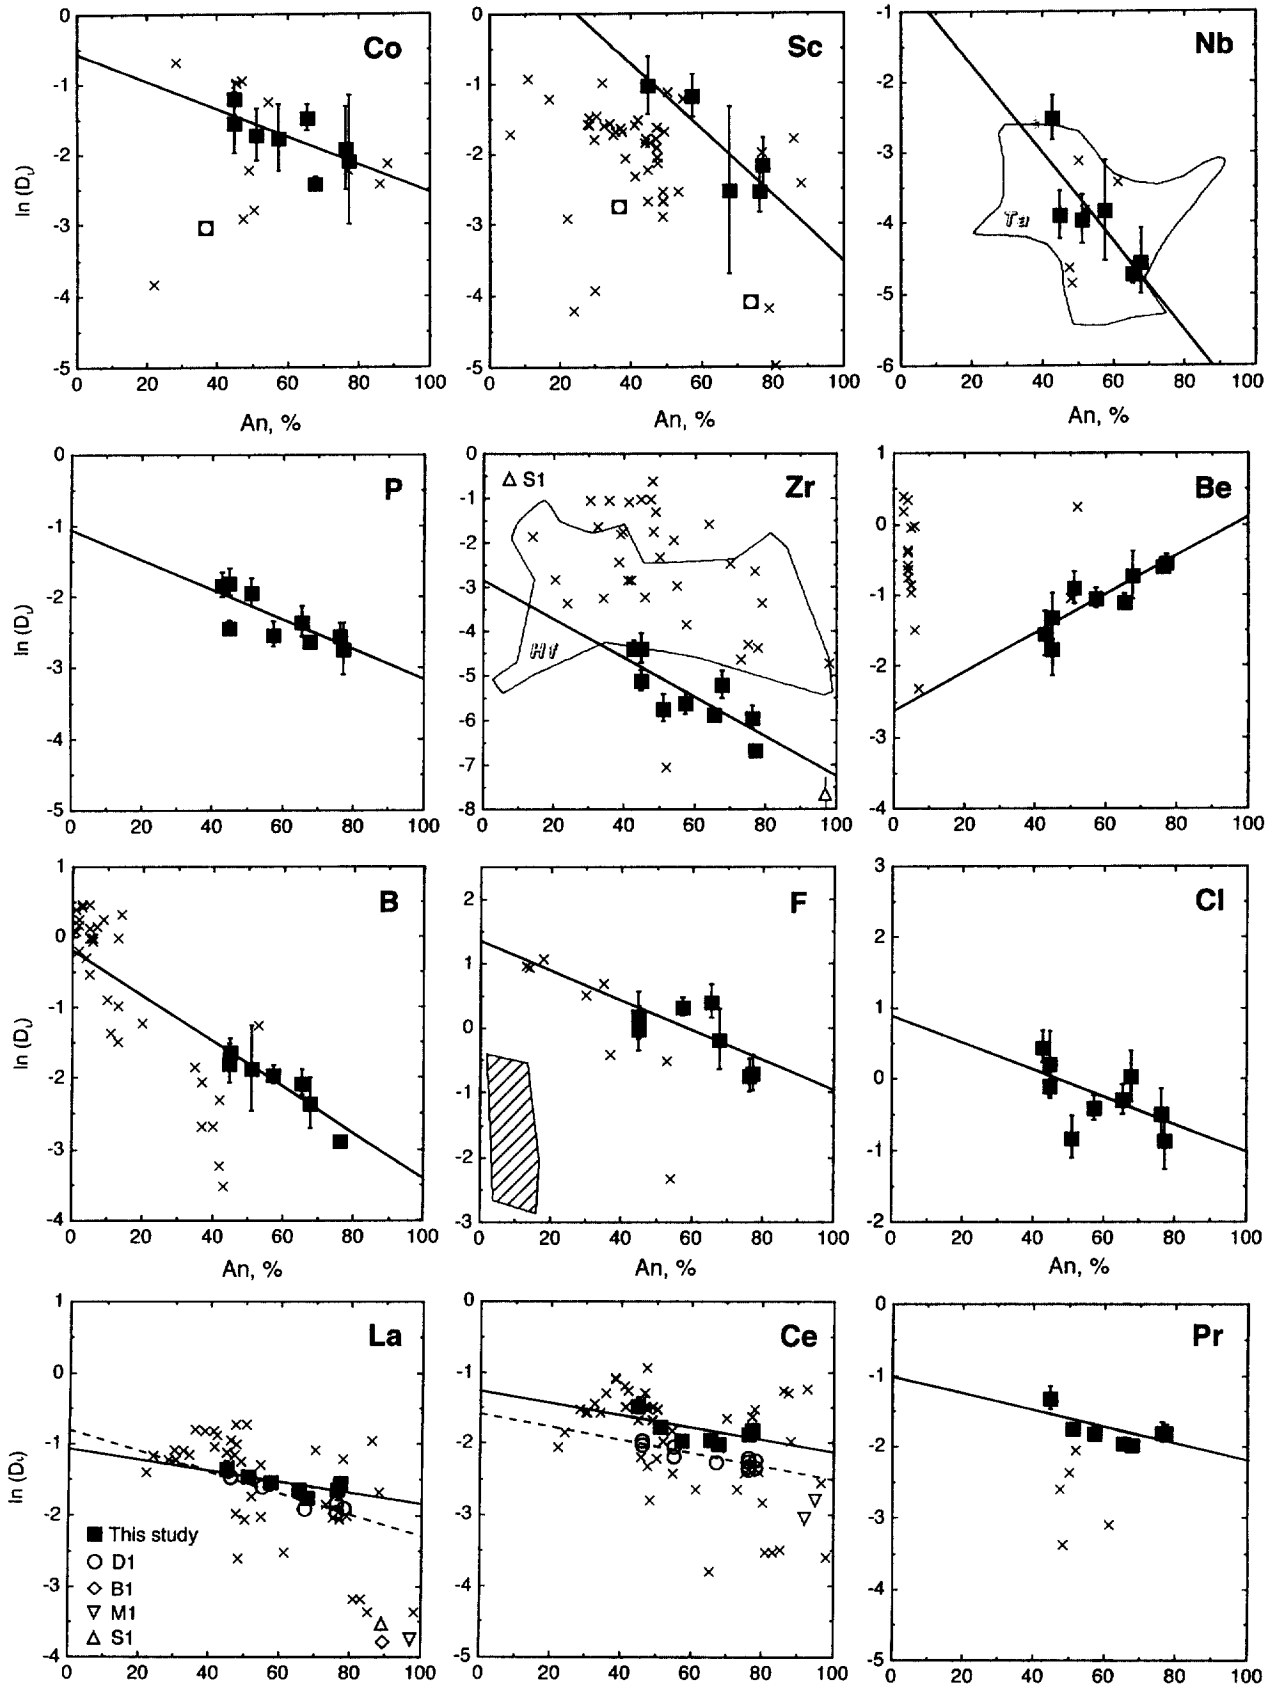 0 0 -1
Co Sc Nb
-1 -1 -2
-2 -2 -3
ln (Dᵢ)
-3 -3 -4
Ta
-4 -4 -5
-5 -5 -6
0 20 40 60 80 100 0 20 40 60 80 100 0 20 40 60 80 100
An, % An, % An, %
0 0 1
P Zr Be
△ S1
-1 -1 0
-2 -1
-2 -3
ln (Dᵢ)
-4 -2
-3 -5
Hf
-6 -3
-4 -7
-5 -8 -4
0 20 40 60 80 100 0 20 40 60 80 100 0 20 40 60 80 100
1 2 3
B F Cl
0 1 2
-1 0 1
ln (Dᵢ)
-2 -1 0
-3 -2 -1
-4 -3 -2
0 20 40 60 80 100 0 20 40 60 80 100 0 20 40 60 80 100
An, % An, % An, %
1 0 0
La Ce Pr
0 -1 -1
-1 -2 -2
ln (Dᵢ)
-2 -3 -3
This study
D1
B1
M1
S1
-3 -4 -4
-4 -5 -5
0 20 40 60 80 100 0 20 40 60 80 100 0 20 40 60 80 100